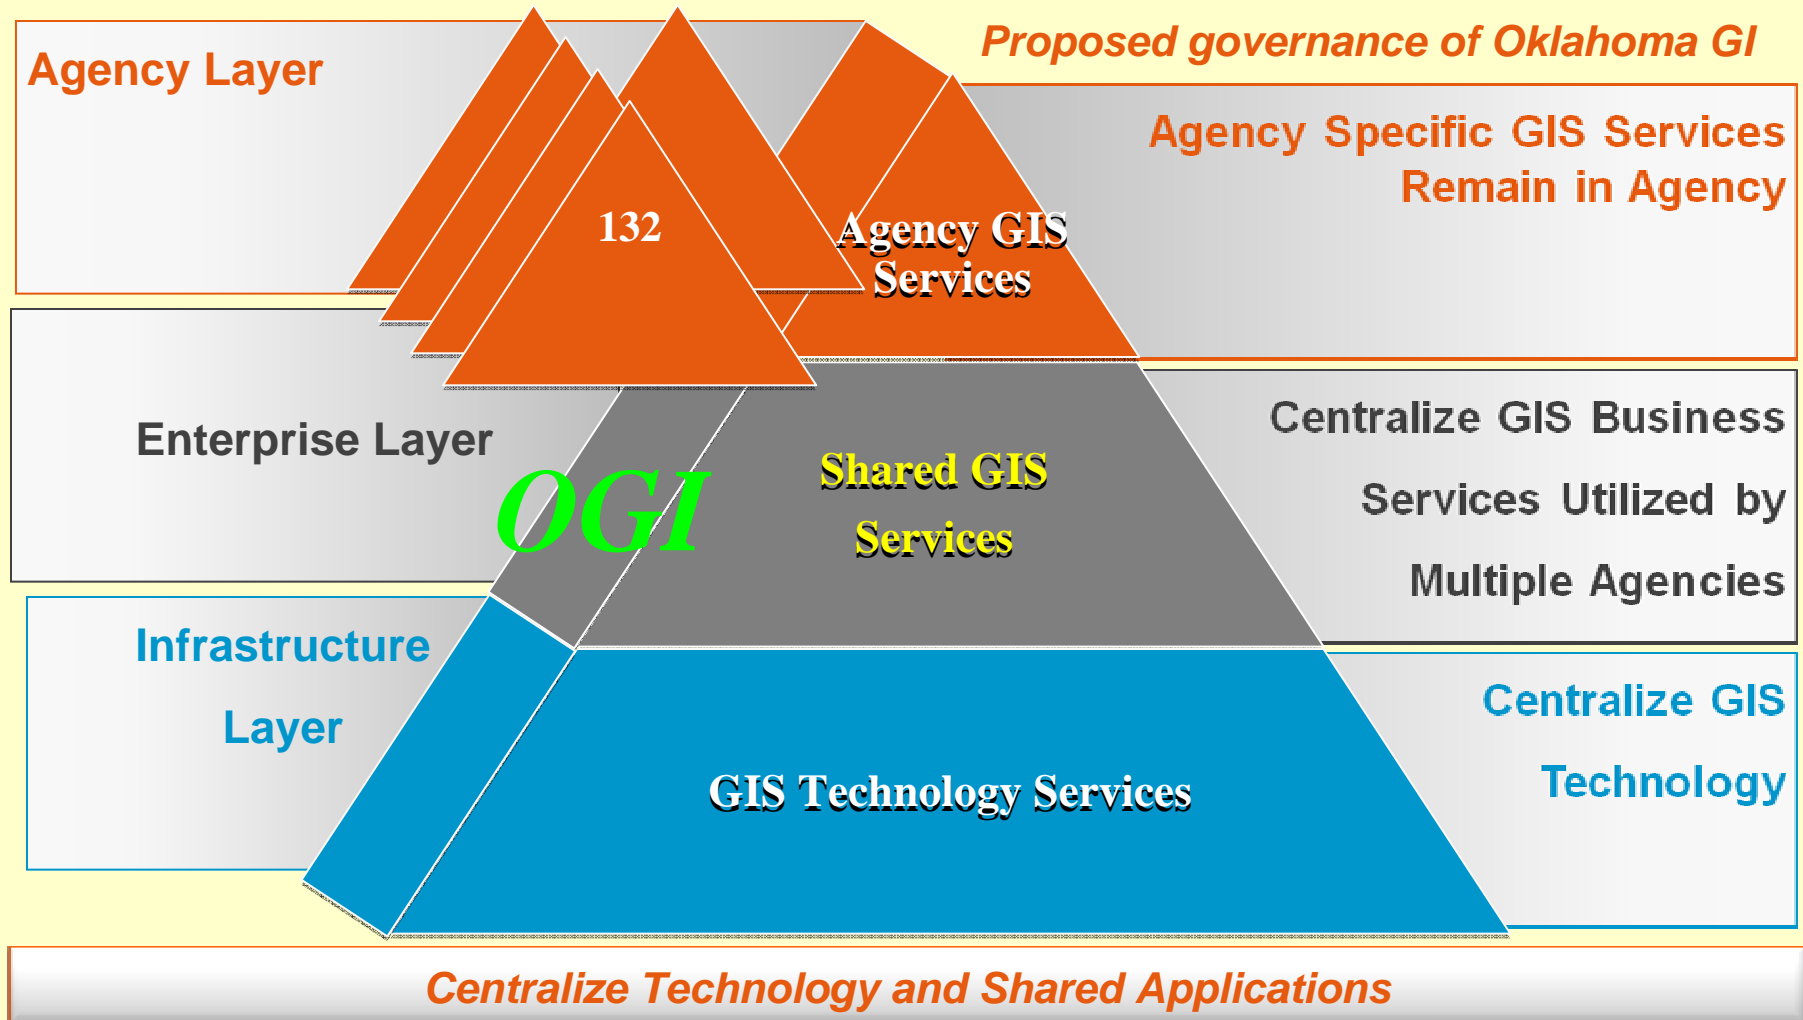 Proposed governance of Oklahoma GI
Agency Layer
Agency Specific GIS Services
Remain in Agency
132
Agency GIS
Services
Enterprise Layer
OGI
Shared GIS
Services
Centralize GIS Business
Services Utilized by
Multiple Agencies
Infrastructure
Layer
GIS Technology Services
Centralize GIS
Technology
Centralize Technology and Shared Applications